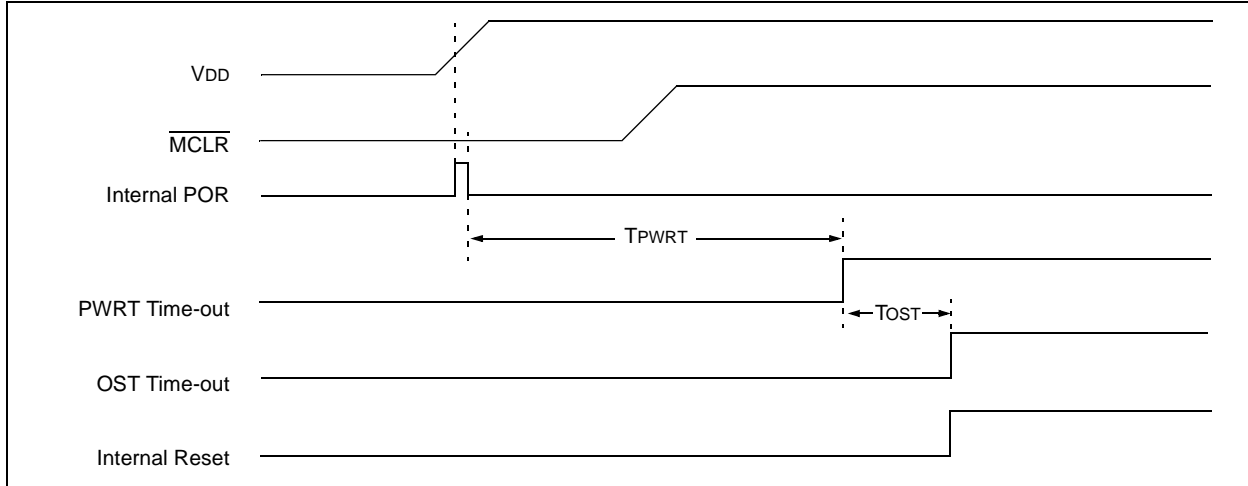 VDD
MCLR
Internal POR
TPWRT
PWRT Time-out
TOST
OST Time-out
Internal Reset